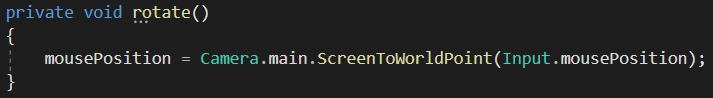 private void rotate()
{
    mousePosition = Camera.main.ScreenToWorldPoint(Input.mousePosition);
}